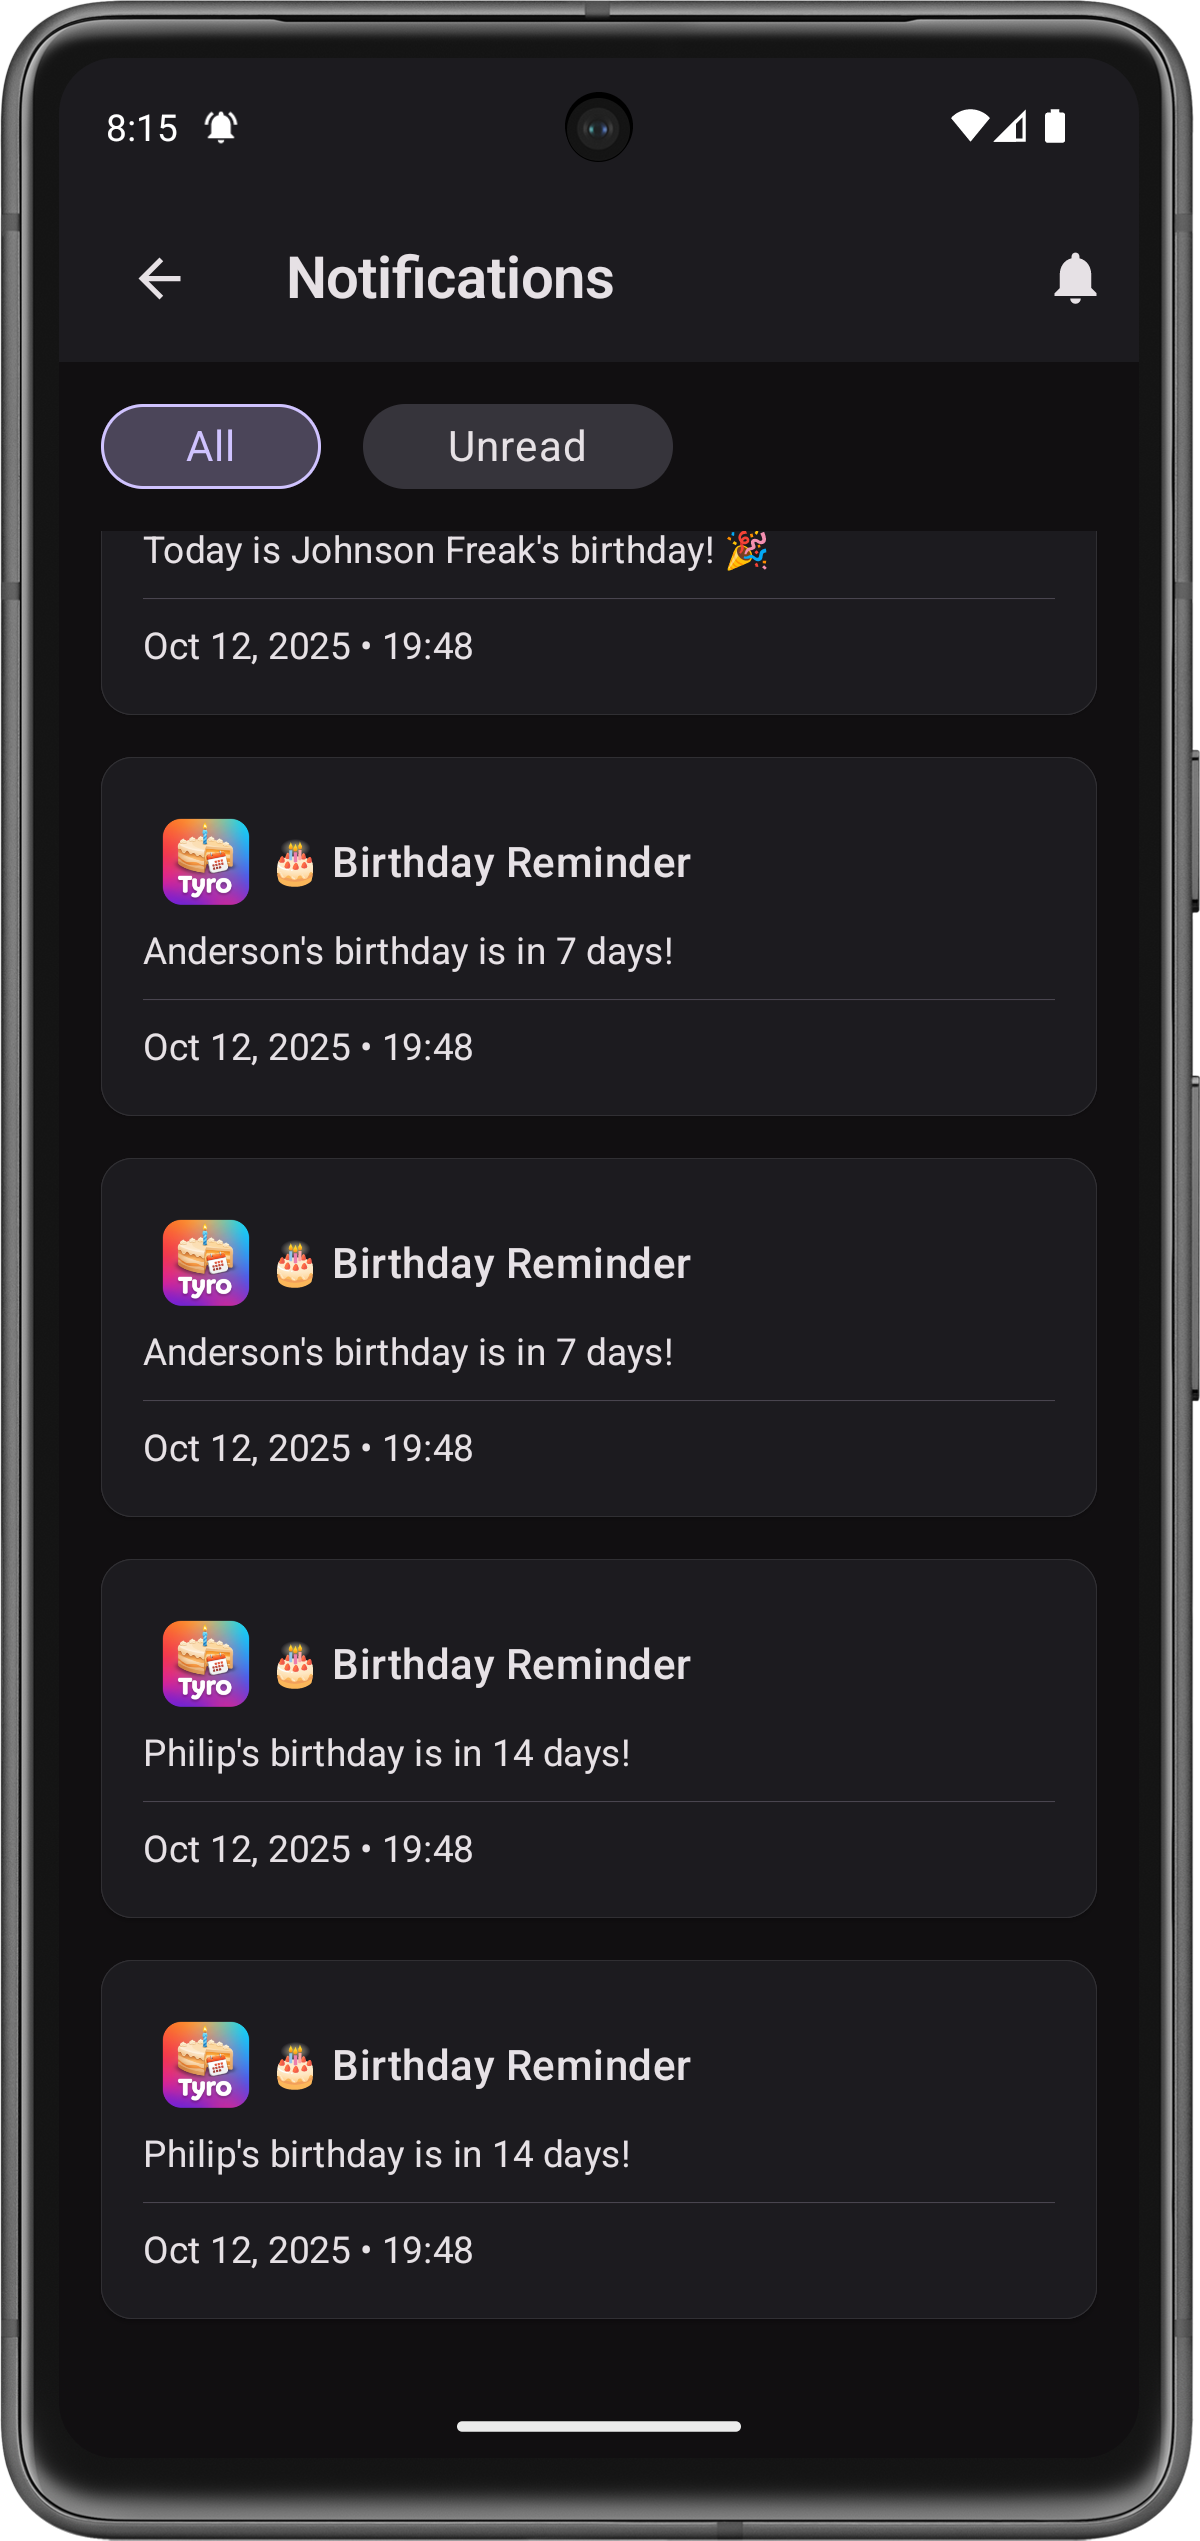 8:15
Notifications
All
Unread
Today is Johnson Freak's birthday! 🎉
Oct 12, 2025 • 19:48
Tyro
🎂 Birthday Reminder
Anderson's birthday is in 7 days!
Oct 12, 2025 • 19:48
Tyro
🎂 Birthday Reminder
Anderson's birthday is in 7 days!
Oct 12, 2025 • 19:48
Tyro
🎂 Birthday Reminder
Philip's birthday is in 14 days!
Oct 12, 2025 • 19:48
Tyro
🎂 Birthday Reminder
Philip's birthday is in 14 days!
Oct 12, 2025 • 19:48